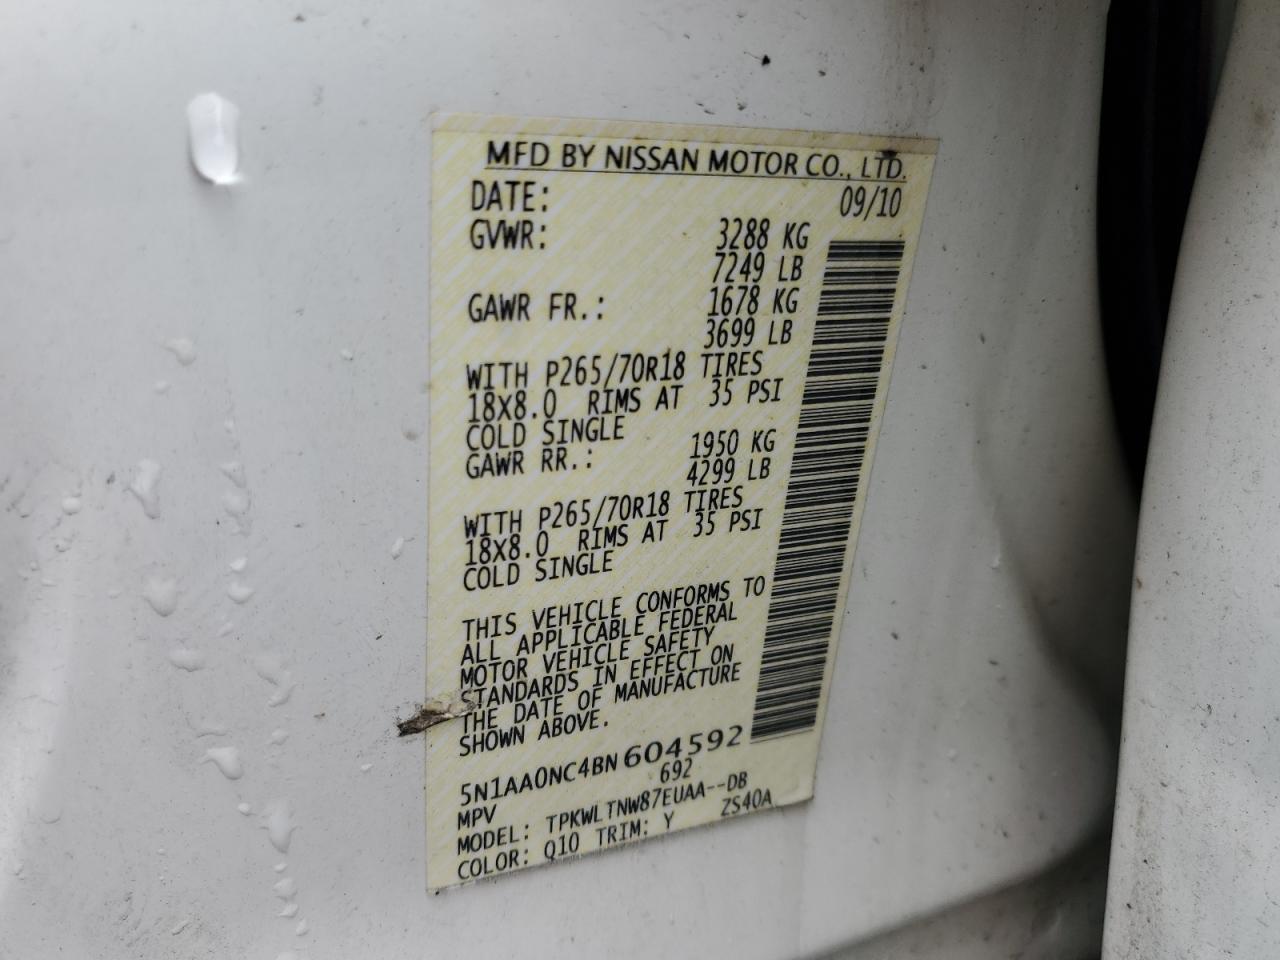 MFD BY NISSAN MOTOR CO., LTD.
DATE: 09/10
GVWR: 3288 KG
7249 LB
GAWR FR.: 1678 KG
3699 LB
WITH P265/70R18 TIRES
18X8.0 RIMS AT 35 PSI
COLD SINGLE
GAWR RR.: 1950 KG
4299 LB
WITH P265/70R18 TIRES
18X8.0 RIMS AT 35 PSI
COLD SINGLE
THIS VEHICLE CONFORMS TO
ALL APPLICABLE FEDERAL
MOTOR VEHICLE SAFETY
STANDARDS IN EFFECT ON
THE DATE OF MANUFACTURE
SHOWN ABOVE.
5N1AA0NC4BN604592
MPV 692
MODEL: TPKWLTNW87EUAA--DB
COLOR: Q10 TRIM: Y ZS40A